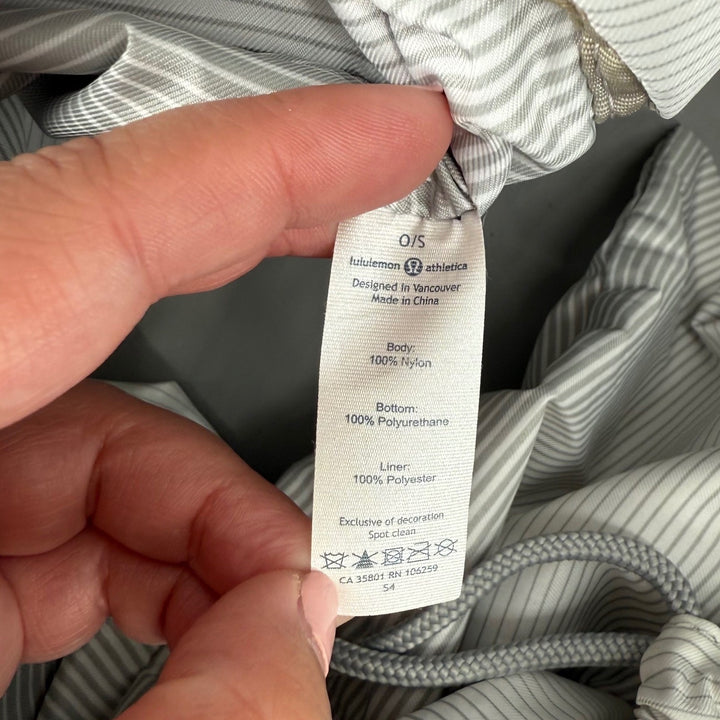 O/S
lululemon athletica
Designed in Vancouver
Made in China
Body:
100% Nylon
Bottom:
100% Polyurethane
Liner:
100% Polyester
Exclusive of decoration
Spot clean
CA 35801 RN 106259
S4